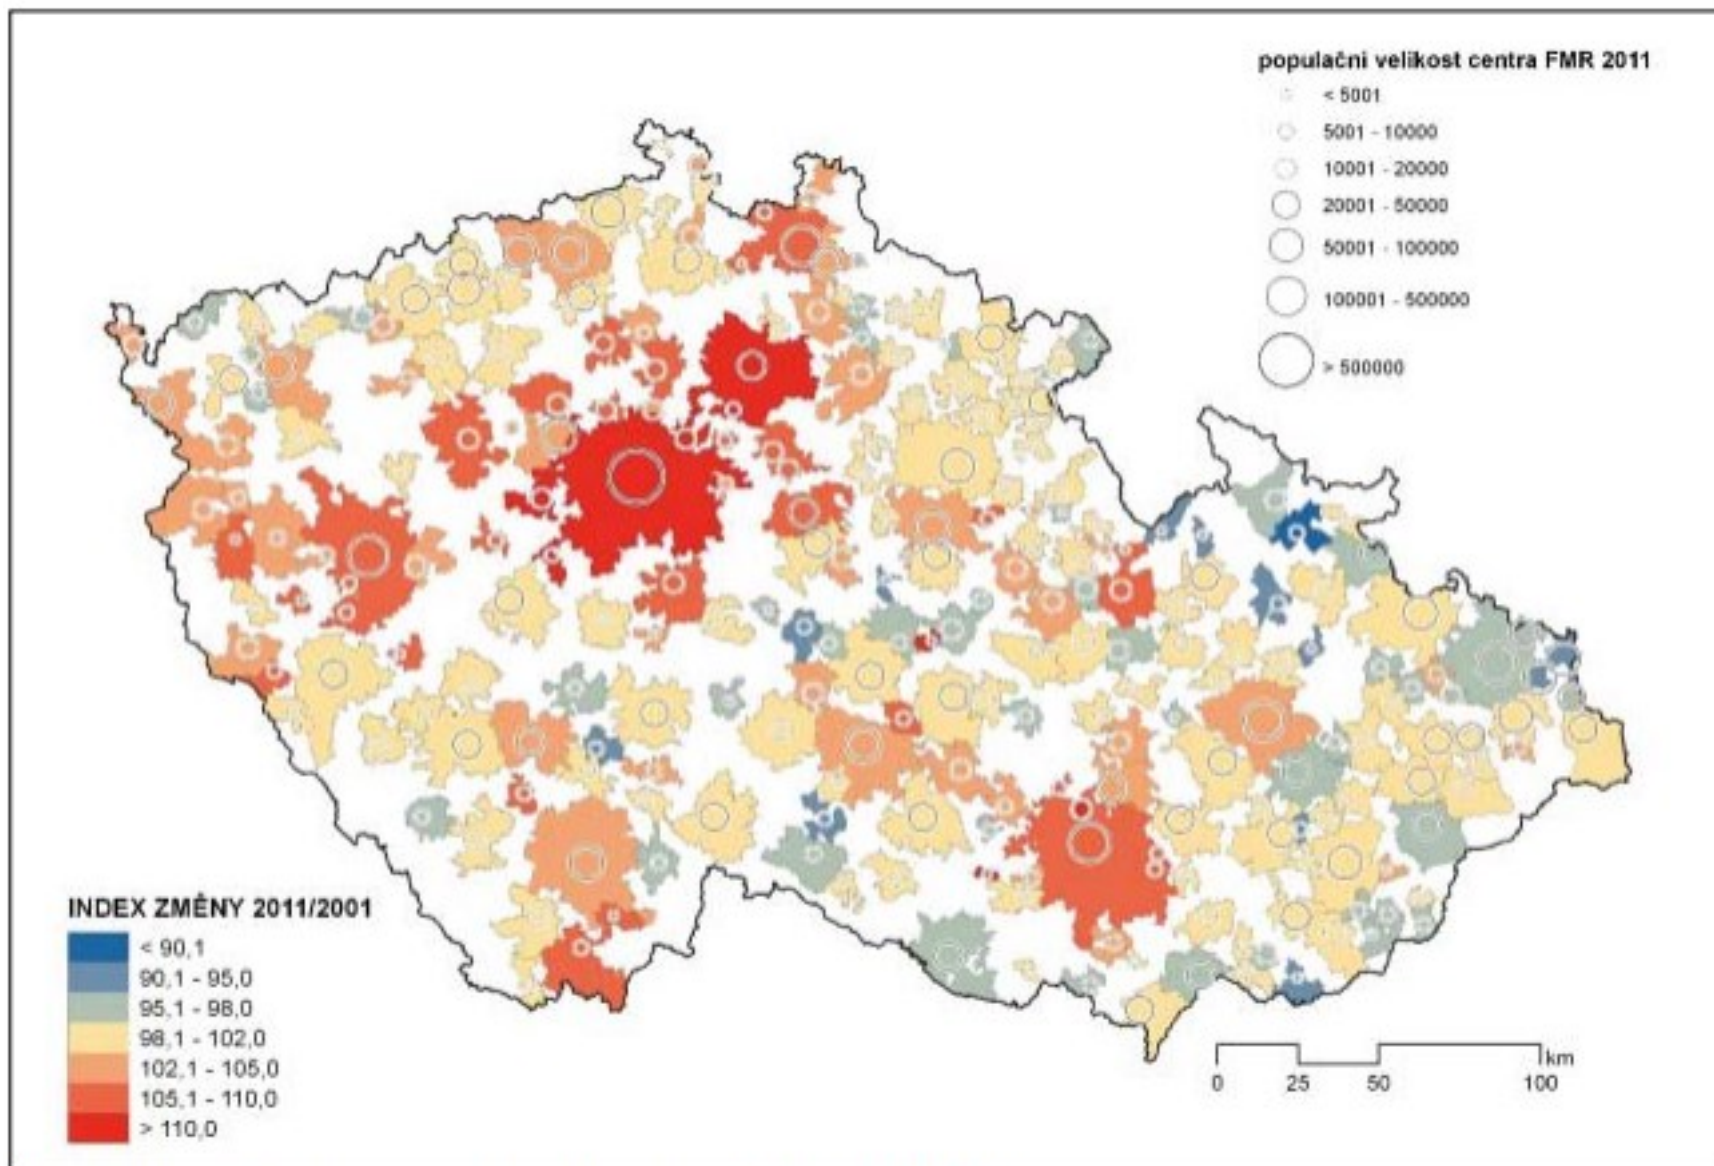 populační velikost centra FMR 2011
< 5001
5001 - 10000
10001 - 20000
20001 - 50000
50001 - 100000
100001 - 500000
> 500000
INDEX ZMĚNY 2011/2001
< 90,1
90,1 - 95,0
95,1 - 98,0
98,1 - 102,0
102,1 - 105,0
105,1 - 110,0
> 110,0
km
0 25 50 100